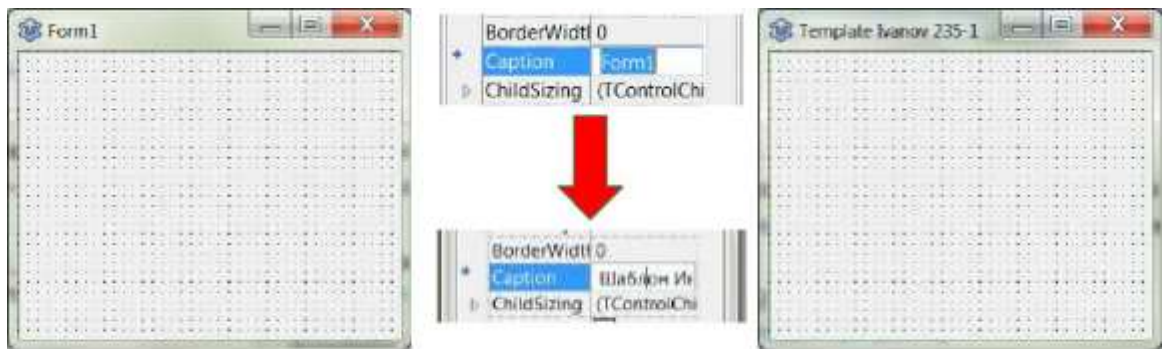 Form1
BorderWidtl 0
Caption Form1
ChildSizing (TControlChi
BorderWidtl 0
Caption Шаблон Ив
ChildSizing (TControlChi
Template Ivanov 235-1